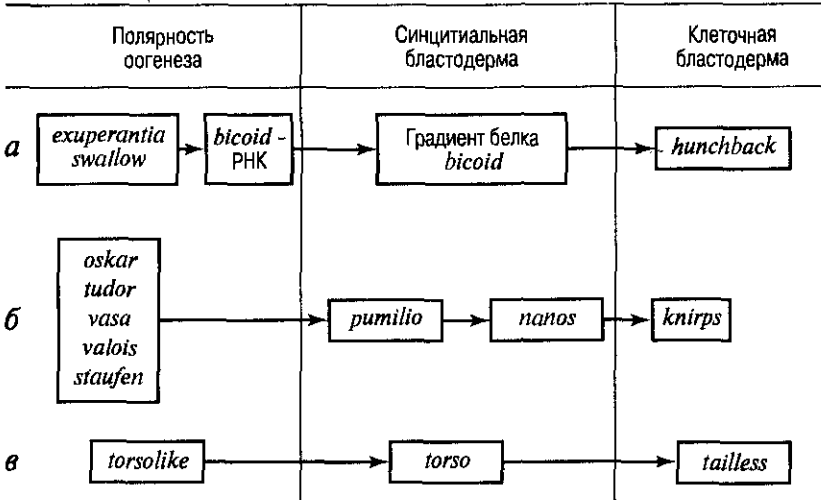 Полярность
оогенеза
Синцитиальная
бластодерма
Клеточная
бластодерма
а
exuperantia
swallow
bicoid -
РНК
Градиент белка
bicoid
hunchback
б
oskar
tudor
vasa
valois
staufen
pumilio
nanos
knirps
в
torsolike
torso
tailless